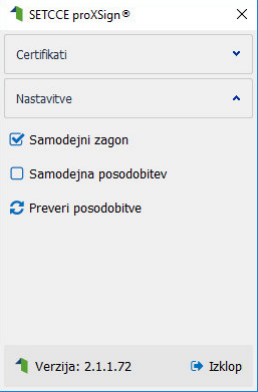 SETCCE proXSign®
Certifikati
Nastavitve
Samodejni zagon
Samodejna posodobitev
Preveri posodobitve
Verzija: 2.1.1.72 Izklop